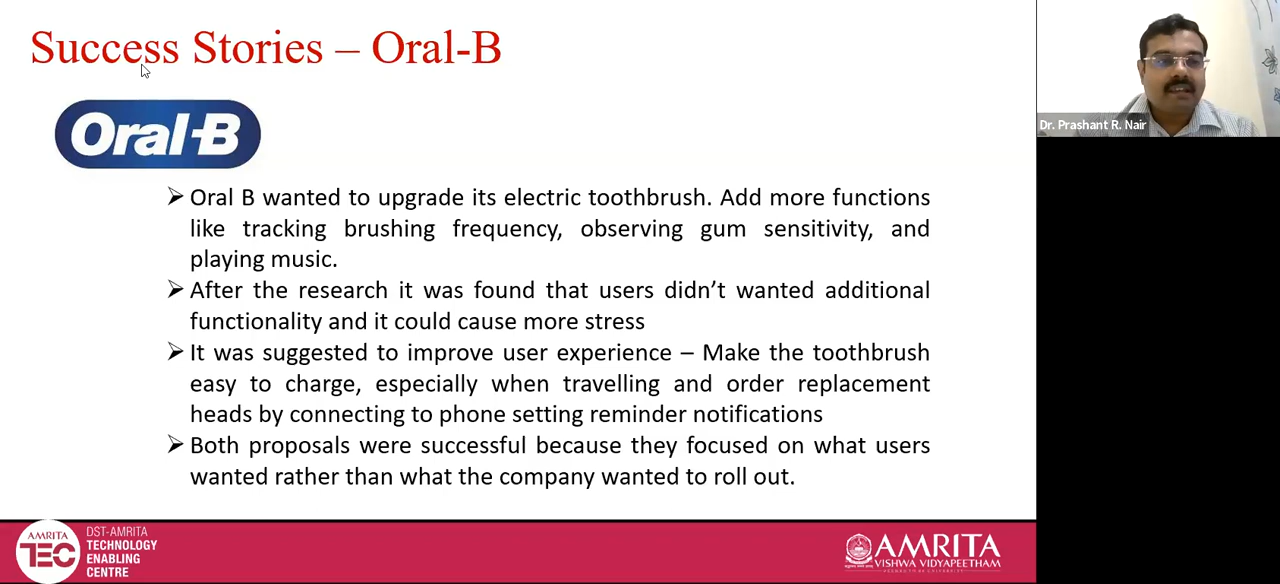 Success Stories – Oral-B
Oral-B
➢ Oral B wanted to upgrade its electric toothbrush. Add more functions
like tracking brushing frequency, observing gum sensitivity, and
playing music.
➢ After the research it was found that users didn’t wanted additional
functionality and it could cause more stress
➢ It was suggested to improve user experience – Make the toothbrush
easy to charge, especially when travelling and order replacement
heads by connecting to phone setting reminder notifications
➢ Both proposals were successful because they focused on what users
wanted rather than what the company wanted to roll out.
Dr. Prashant R. Nair
AMRITA
TEC
DST-AMRITA
TECHNOLOGY
ENABLING
CENTRE
AMRITA
VISHWA VIDYAPEETHAM